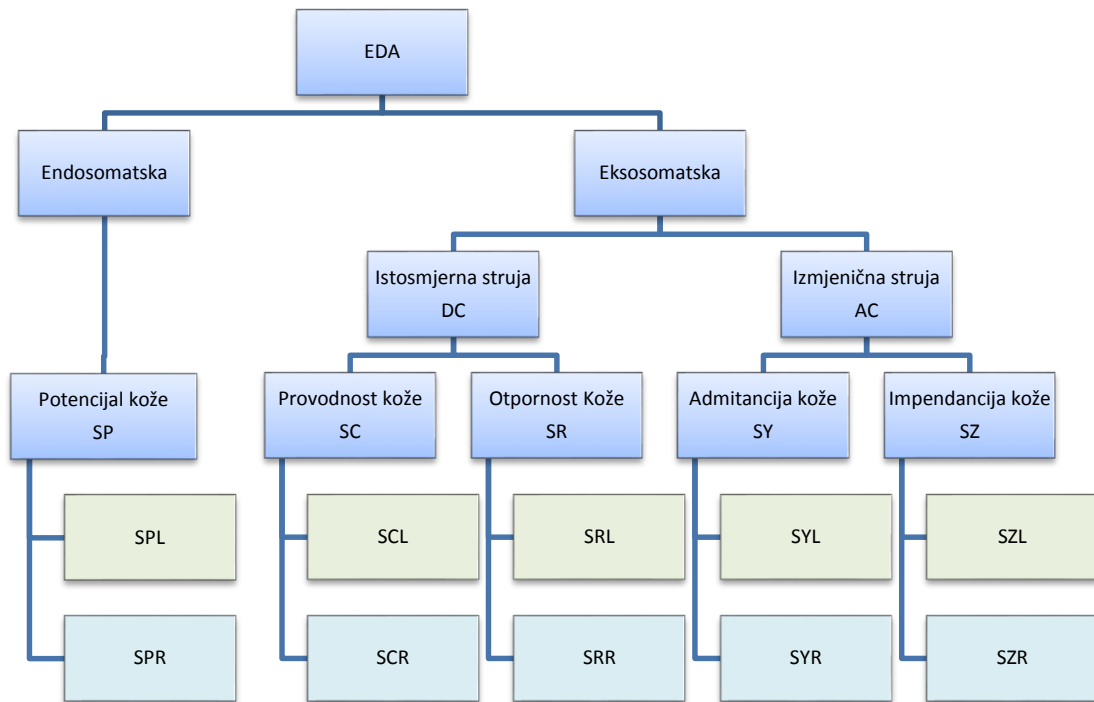 EDA
Endosomatska
Eksosomatska
Istosmjerna struja
DC
Izmjenična struja
AC
Potencijal kože
SP
Provodnost kože
SC
Otpornost Kože
SR
Admitancija kože
SY
Impendancija kože
SZ
SPL
SCL
SRL
SYL
SZL
SPR
SCR
SRR
SYR
SZR